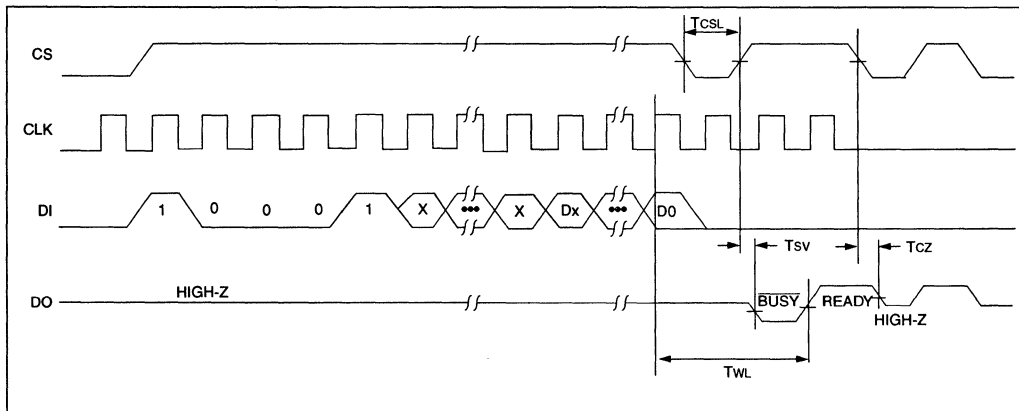 TCSL
CS
CLK
DI 1 0 0 0 1 X ••• X Dx ••• D0
TSV TCZ
HIGH-Z
DO BUSY READY
HIGH-Z
TWL